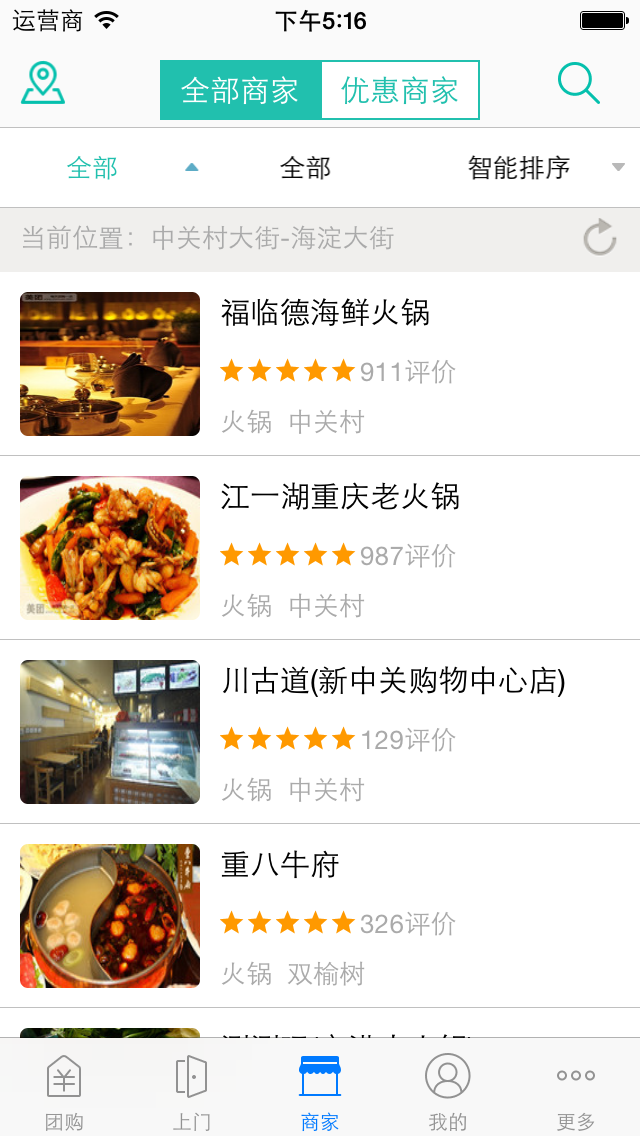 运营商 下午5:16
全部商家 优惠商家
全部 全部 智能排序
当前位置：中关村大街-海淀大街
福临德海鲜火锅
911评价
火锅 中关村
江一湖重庆老火锅
987评价
火锅 中关村
美团
川古道(新中关购物中心店)
129评价
火锅 中关村
重八牛府
326评价
火锅 双榆树
团购 上门 商家 我的 更多